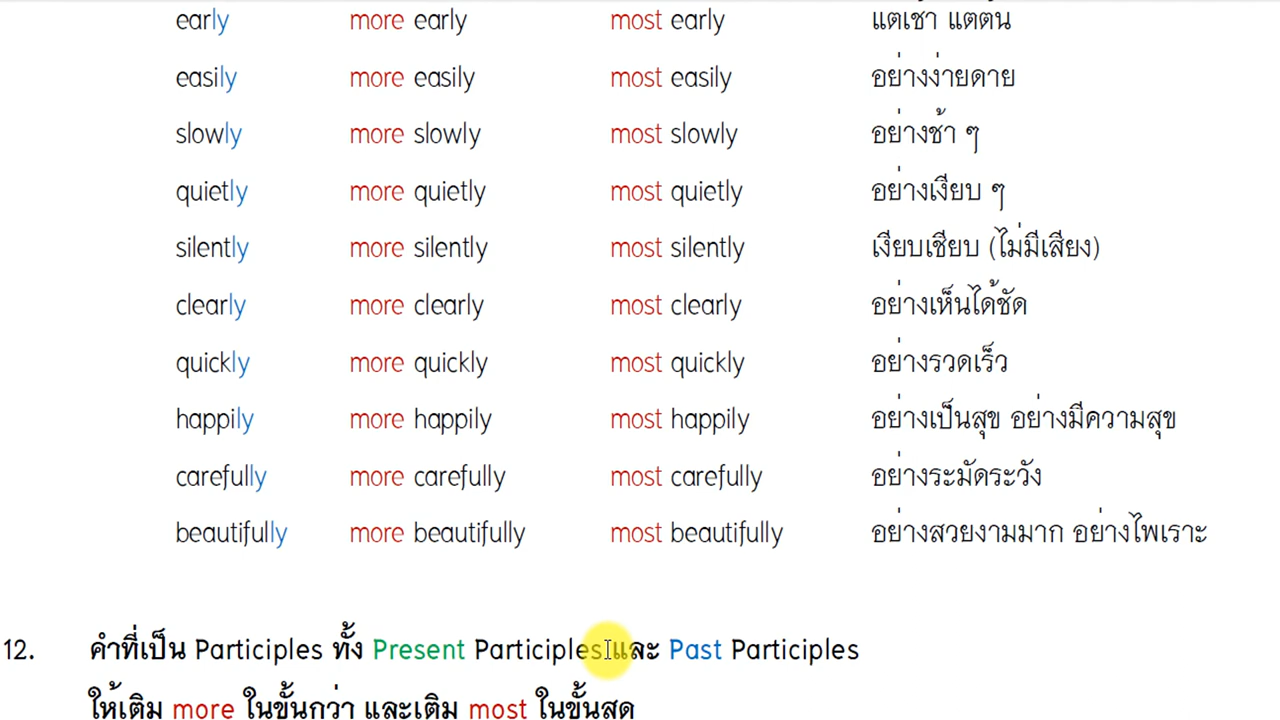 early more early most early แต่เช้า แต่ต้น
easily more easily most easily อย่างง่ายดาย
slowly more slowly most slowly อย่างช้า ๆ
quietly more quietly most quietly อย่างเงียบ ๆ
silently more silently most silently เงียบเชียบ (ไม่มีเสียง)
clearly more clearly most clearly อย่างเห็นได้ชัด
quickly more quickly most quickly อย่างรวดเร็ว
happily more happily most happily อย่างเป็นสุข อย่างมีความสุข
carefully more carefully most carefully อย่างระมัดระวัง
beautifully more beautifully most beautifully อย่างสวยงามมาก อย่างไพเราะ
12. คำที่เป็น Participles ทั้ง Present Participles และ Past Participles
ให้เติม more ในขั้นกว่า และเติม most ในขั้นสุด